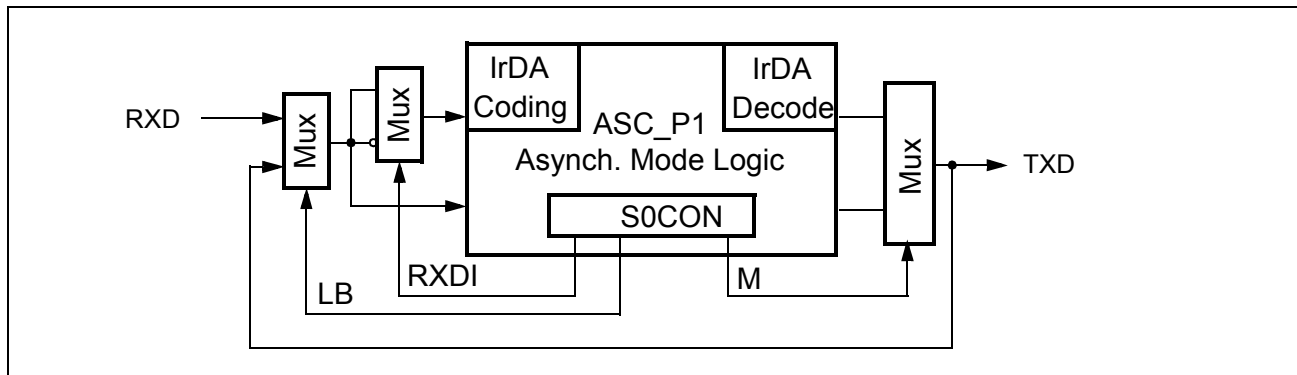 IrDA
Coding
IrDA
Decode
RXD
Mux
Mux
ASC_P1
Asynch. Mode Logic
Mux
TXD
S0CON
RXDI
M
LB